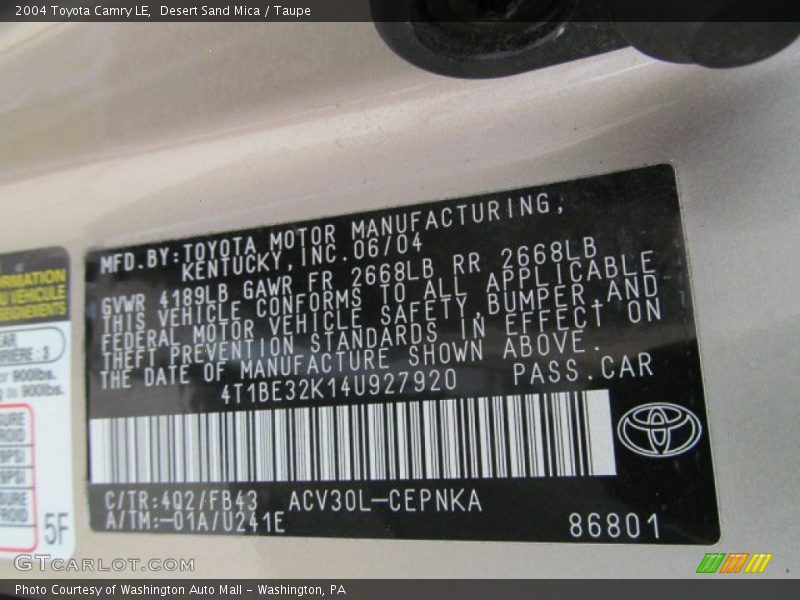 2004 Toyota Camry LE, Desert Sand Mica / Taupe
MFD.BY:TOYOTA MOTOR MANUFACTURING,
KENTUCKY,INC.06/04
GVWR 4189LB GAWR FR 2668LB RR 2668LB
THIS VEHICLE CONFORMS TO ALL APPLICABLE
FEDERAL MOTOR VEHICLE SAFETY,BUMPER,AND
THEFT PREVENTION STANDARDS IN EFFECT ON
THE DATE OF MANUFACTURE SHOWN ABOVE.
4T1BE32K14U927920 PASS.CAR
C/TR:4Q2/FB43 ACV30L-CEPNKA
A/TM:-01A/U241E
86801
5F
900lbs.
900lbs.
GTcarlot.com
Photo Courtesy of Washington Auto Mall - Washington, PA